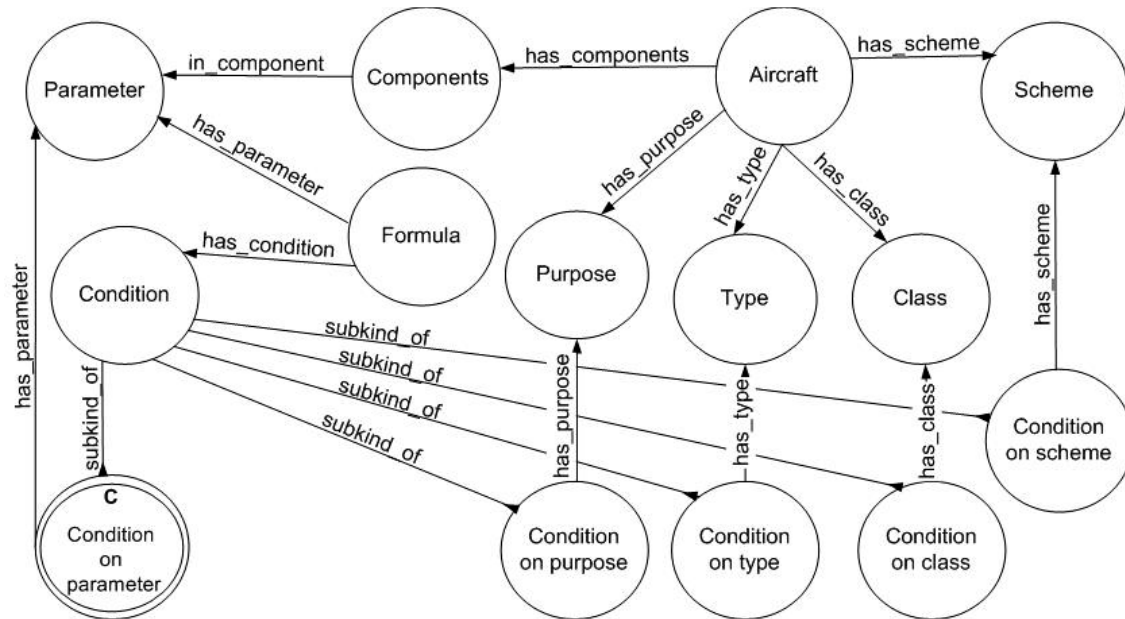 has_components
has_scheme
in_component
Components
Aircraft
Parameter
Scheme
has_parameter
has_purpose
has_type
has_class
has_condition
Formula
Purpose
Type
Class
Condition
has_scheme
has_parameter
subkind_of
subkind_of
subkind_of
subkind_of
subkind_of
has_purpose
has_type
has_class
Condition
on scheme
C
Condition
on
parameter
Condition
on purpose
Condition
on type
Condition
on class